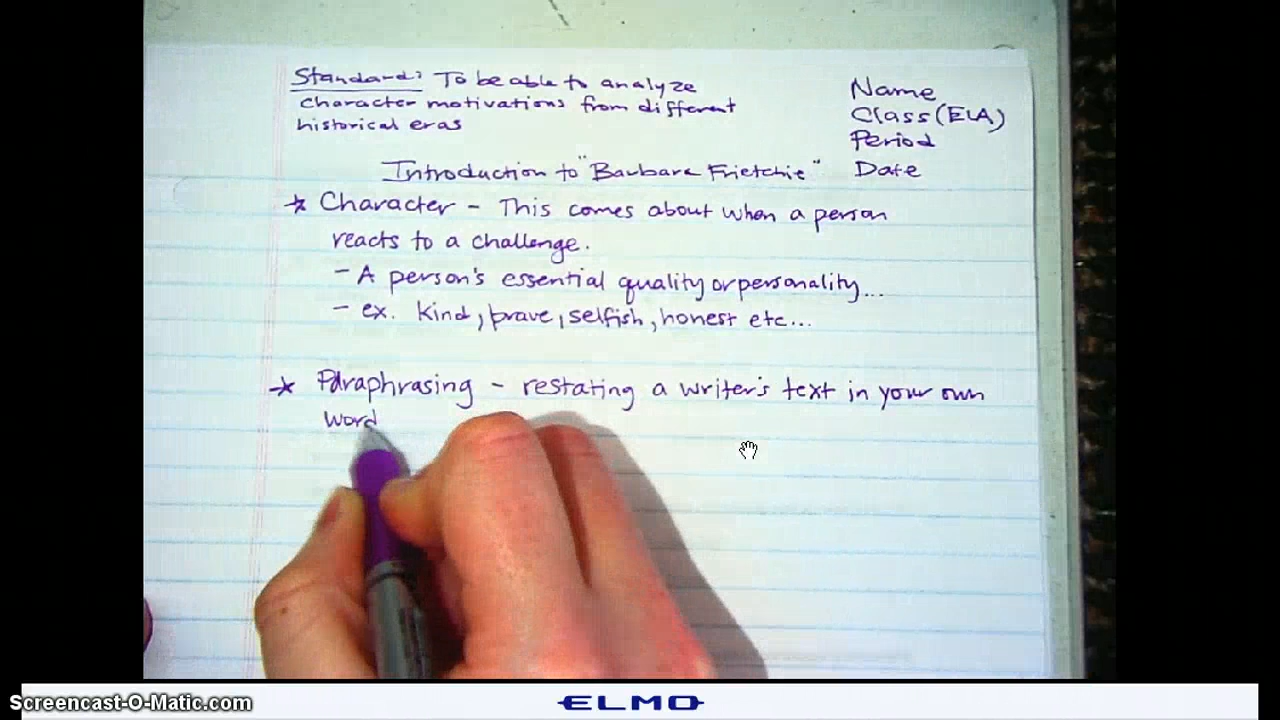 Standard: To be able to analyze
character motivations from different
historical eras
Name
Class (ELA)
Period
Date
Introduction to "Barbara Frietchie"
* Character - This comes about when a person
reacts to a challenge.
- A person's essential quality or personality...
- ex. Kind, brave, selfish, honest etc...
* Paraphrasing - restating a writer's text in your own
word
Screencast-O-Matic.com
ELMO